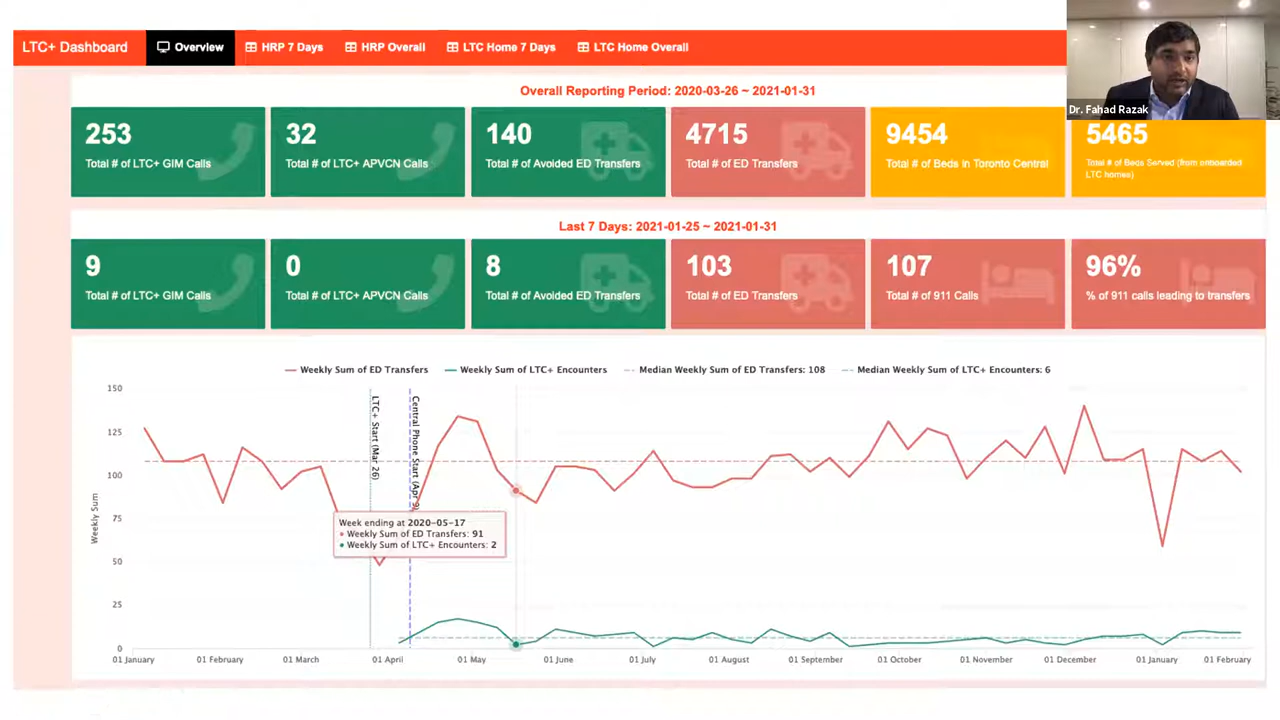 LTC+ Dashboard
Overview
HRP 7 Days
HRP Overall
LTC Home 7 Days
LTC Home Overall
Dr. Fahad Razak
Overall Reporting Period: 2020-03-26 ~ 2021-01-31
253
Total # of LTC+ GIM Calls
32
Total # of LTC+ APVCN Calls
140
Total # of Avoided ED Transfers
4715
Total # of ED Transfers
9454
Total # of Beds in Toronto Central
5465
Total # of Beds Served (from onboarded
LTC homes)
Last 7 Days: 2021-01-25 ~ 2021-01-31
9
Total # of LTC+ GIM Calls
0
Total # of LTC+ APVCN Calls
8
Total # of Avoided ED Transfers
103
Total # of ED Transfers
107
Total # of 911 Calls
96%
% of 911 calls leading to transfers
Weekly Sum of ED Transfers
Weekly Sum of LTC+ Encounters
Median Weekly Sum of ED Transfers: 108
Median Weekly Sum of LTC+ Encounters: 6
Weekly Sum
150
125
100
75
50
25
0
LTC+ Start (Mar 26)
Central Phone Start (Apr 9)
Week ending at 2020-05-17
Weekly Sum of ED Transfers: 91
Weekly Sum of LTC+ Encounters: 2
01 January
01 February
01 March
01 April
01 May
01 June
01 July
01 August
01 September
01 October
01 November
01 December
01 January
01 February